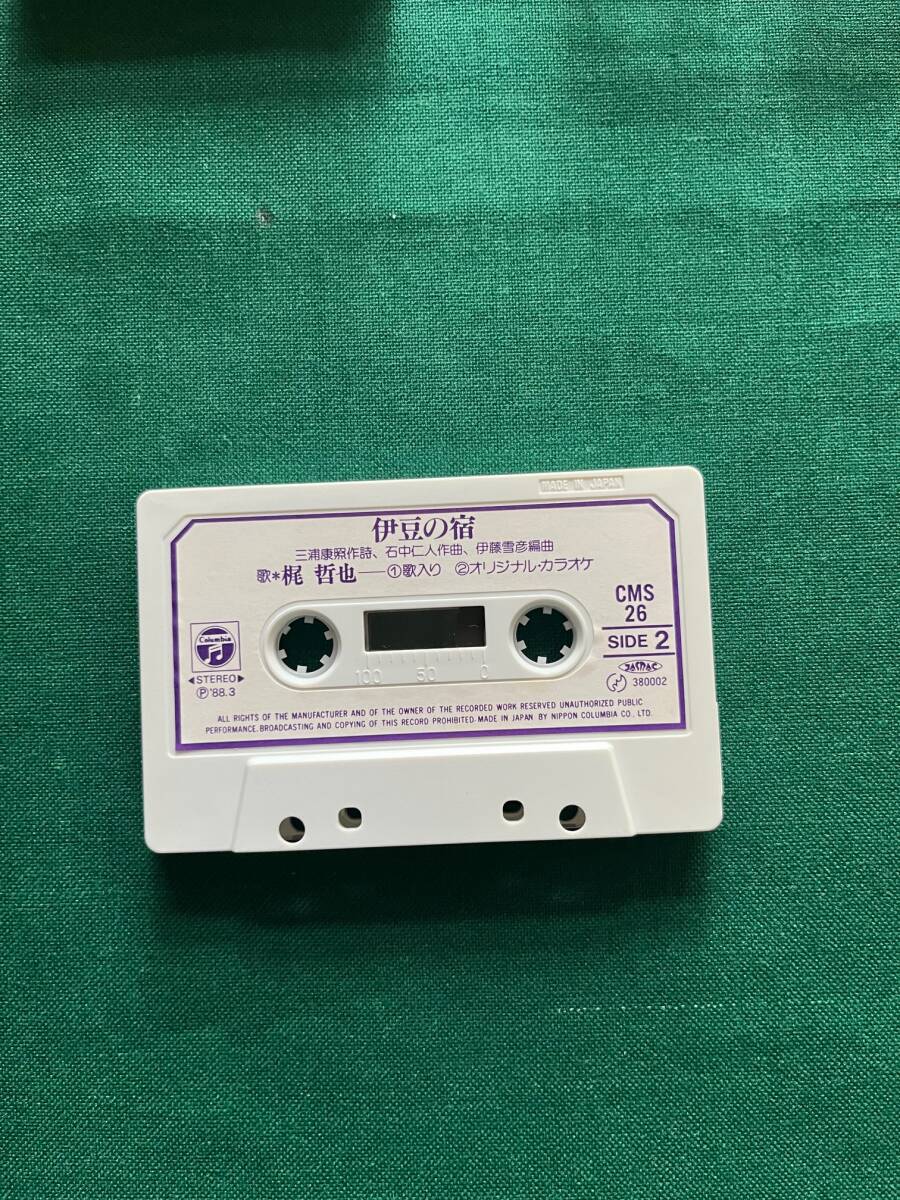 MADE IN JAPAN
伊豆の宿
三浦康照作詩、石中仁人作曲、伊藤雪彦編曲
歌*梶 哲也──①歌入り ②オリジナル・カラオケ
CMS
26
SIDE 2
Columbia
◀STEREO▶
Ⓟ'88.3
JASRAC
380002
100 50 0
ALL RIGHTS OF THE MANUFACTURER AND OF THE OWNER OF THE RECORDED WORK RESERVED UNAUTHORIZED PUBLIC
PERFORMANCE. BROADCASTING AND COPYING OF THIS RECORD PROHIBITED. MADE IN JAPAN BY NIPPON COLUMBIA CO., LTD.